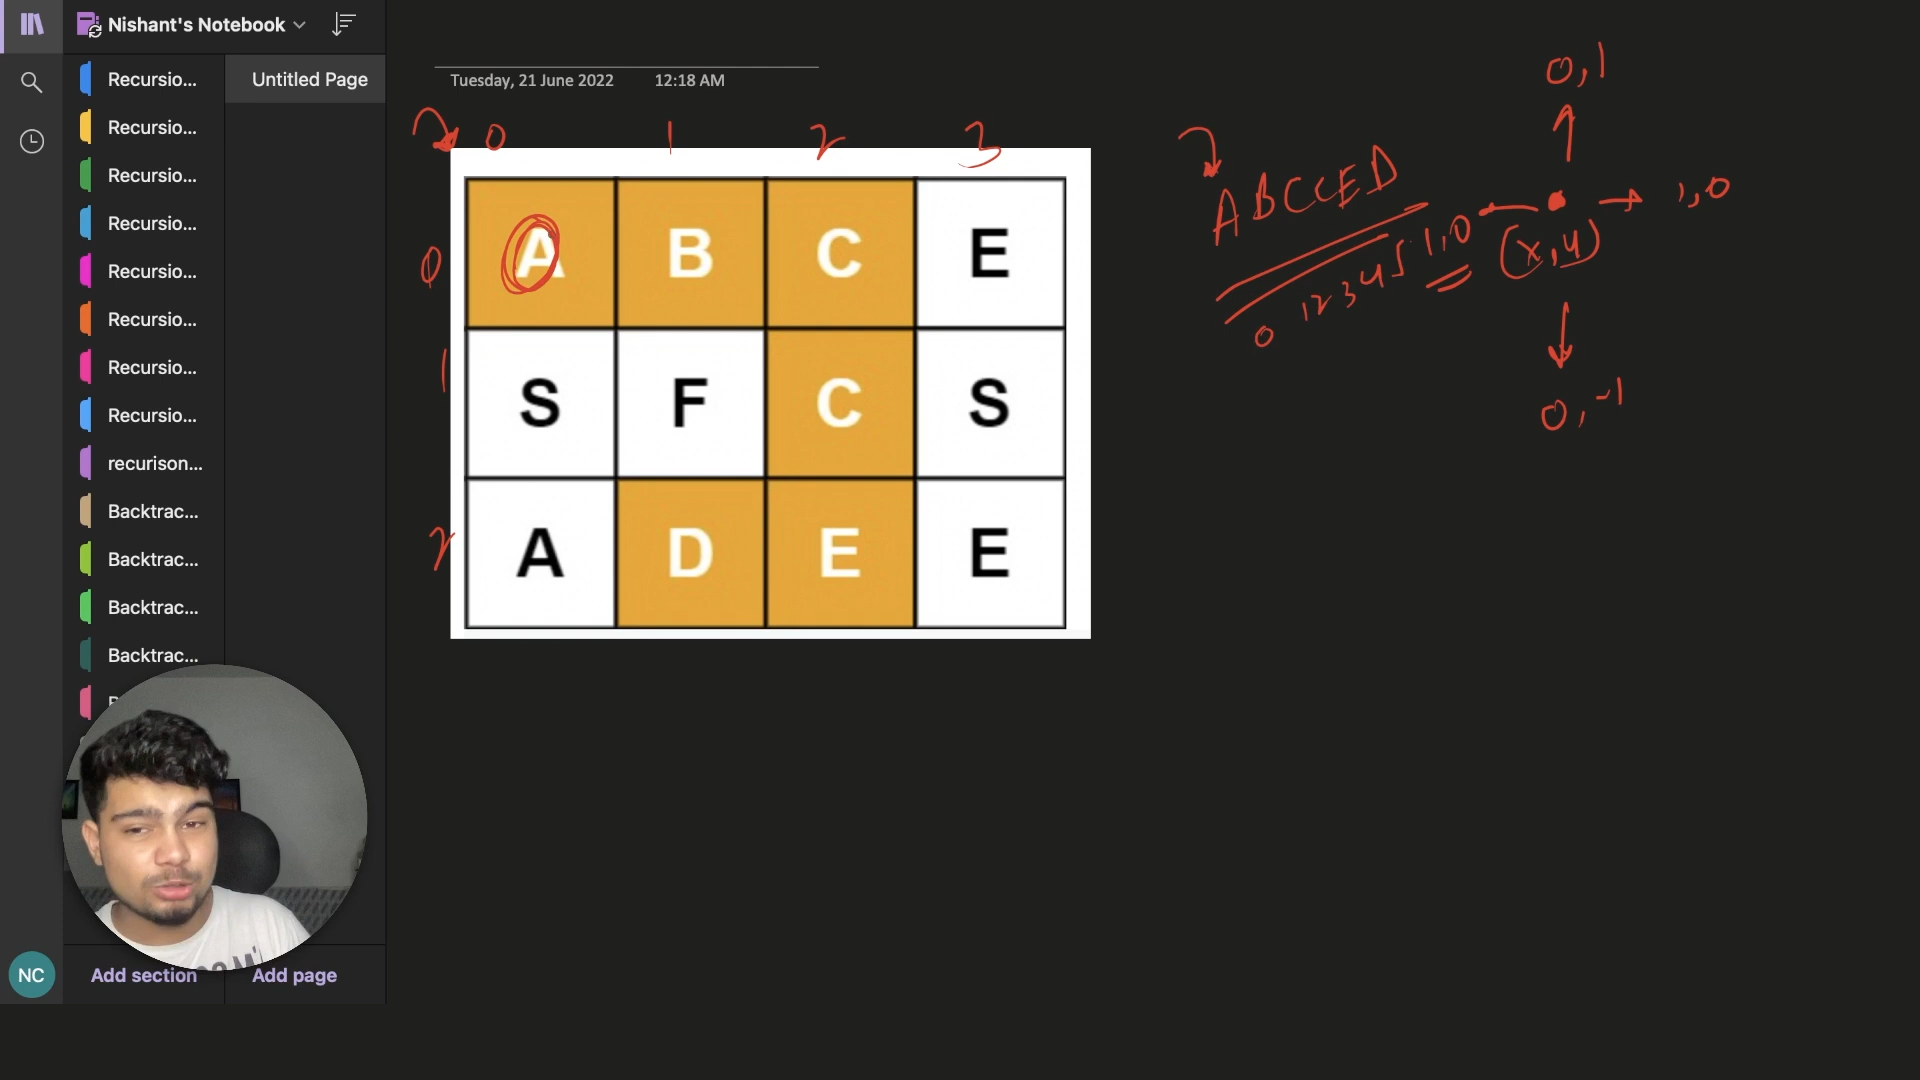 Nishant's Notebook
Recursio...
Recursio...
Recursio...
Recursio...
Recursio...
Recursio...
Recursio...
Recursio...
recurison...
Backtrac...
Backtrac...
Backtrac...
Backtrac...
Untitled Page
Tuesday, 21 June 2022 12:18 AM
0 1 2 3
0 A B C E
1 S F C S
2 A D E E
ABCCED
0 1 2 3 4 5
0,1
1,0
1,0
(x,y)
0,-1
NC
Add section
Add page